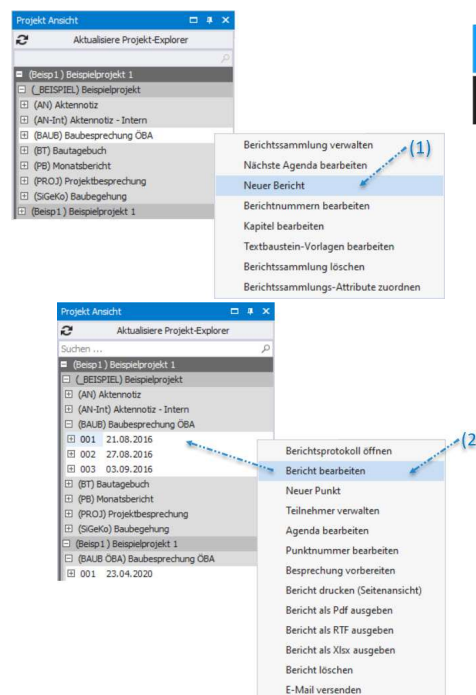 Projekt Ansicht
Aktualisiere Projekt-Explorer
(Beisp1) Beispielprojekt 1
(_BEISPIEL) Beispielprojekt
(AN) Aktennotiz
(AN-Int) Aktennotiz - Intern
(BAUB) Baubesprechung ÖBA
(BT) Bautagebuch
(PB) Monatsbericht
(PROJ) Projektbesprechung
(SiGeKo) Baubegehung
(Beisp1) Beispielprojekt 1
Berichtssammlung verwalten
(1)
Nächste Agenda bearbeiten
Neuer Bericht
Berichtnummern bearbeiten
Kapitel bearbeiten
Textbaustein-Vorlagen bearbeiten
Berichtssammlung löschen
Berichtssammlungs-Attribute zuordnen
Projekt Ansicht
Aktualisiere Projekt-Explorer
Suchen ...
(Beisp1) Beispielprojekt 1
(_BEISPIEL) Beispielprojekt
(AN) Aktennotiz
(AN-Int) Aktennotiz - Intern
(BAUB) Baubesprechung ÖBA
001 21.08.2016
002 27.08.2016
003 03.09.2016
(BT) Bautagebuch
(PB) Monatsbericht
(PROJ) Projektbesprechung
(SiGeKo) Baubegehung
(Beisp1) Beispielprojekt 1
(BAUB ÖBA) Baubesprechung ÖBA
001 23.04.2020
(2
Berichtsprotokoll öffnen
Bericht bearbeiten
Neuer Punkt
Teilnehmer verwalten
Agenda bearbeiten
Punktnummer bearbeiten
Besprechung vorbereiten
Bericht drucken (Seitenansicht)
Bericht als Pdf ausgeben
Bericht als RTF ausgeben
Bericht als Xlsx ausgeben
Bericht löschen
E-Mail versenden